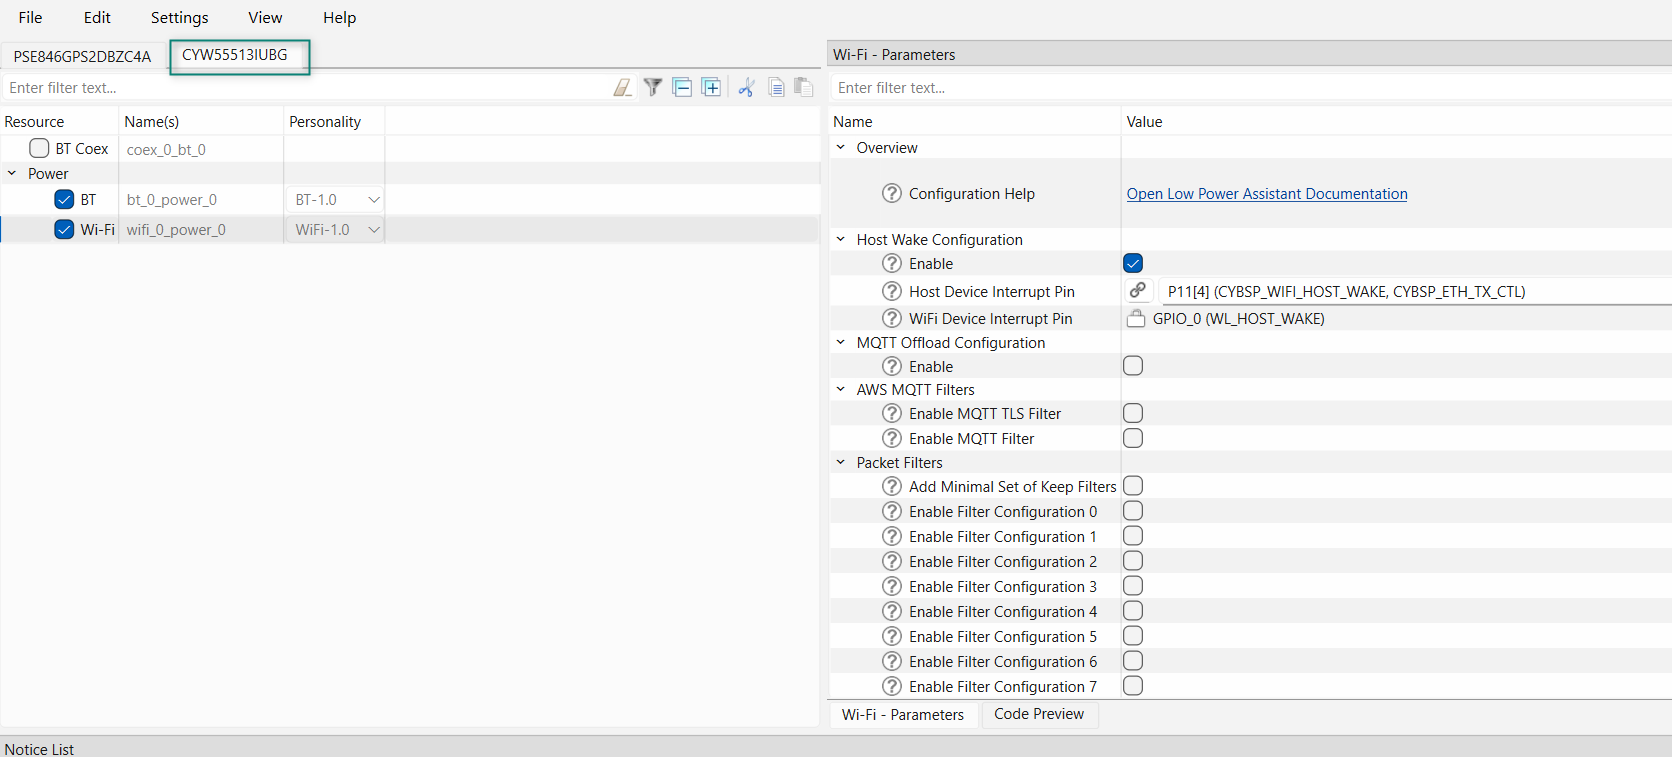 File Edit Settings View Help
PSE846GPS2DBZC4A CYW55513IUBG
Enter filter text...
Resource Name(s) Personality
BT Coex coex_0_bt_0
Power
BT bt_0_power_0 BT-1.0
Wi-Fi wifi_0_power_0 WiFi-1.0
Wi-Fi - Parameters
Enter filter text...
Name Value
Overview
Configuration Help Open Low Power Assistant Documentation
Host Wake Configuration
Enable
Host Device Interrupt Pin P11[4] (CYBSP_WIFI_HOST_WAKE, CYBSP_ETH_TX_CTL)
WiFi Device Interrupt Pin GPIO_0 (WL_HOST_WAKE)
MQTT Offload Configuration
Enable
AWS MQTT Filters
Enable MQTT TLS Filter
Enable MQTT Filter
Packet Filters
Add Minimal Set of Keep Filters
Enable Filter Configuration 0
Enable Filter Configuration 1
Enable Filter Configuration 2
Enable Filter Configuration 3
Enable Filter Configuration 4
Enable Filter Configuration 5
Enable Filter Configuration 6
Enable Filter Configuration 7
Wi-Fi - Parameters Code Preview
Notice List